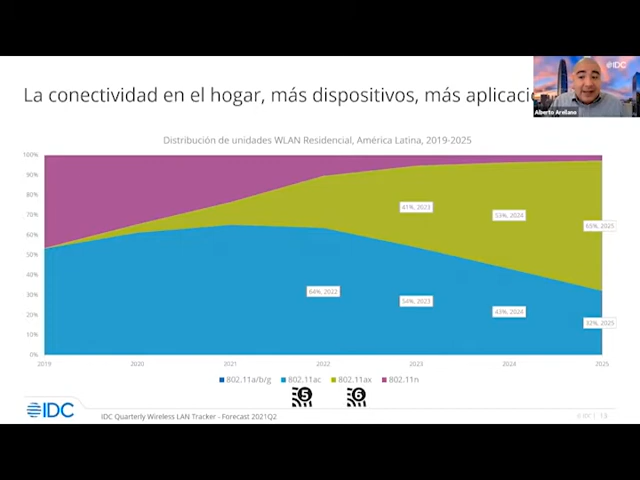 IDC
La conectividad en el hogar, más dispositivos, más aplicacio
Alberto Arellano
Distribución de unidades WLAN Residencial, América Latina, 2019-2025
100%
90%
80%
70%
60%
50%
40%
30%
20%
10%
0%
41%, 2023
53%, 2024
65%, 2025
64%, 2022
54%, 2023
43%, 2024
32%, 2025
2019 2020 2021 2022 2023 2024 2025
802.11a/b/g 802.11ac 802.11ax 802.11n
5 6
IDC
IDC Quarterly Wireless LAN Tracker - Forecast 2021Q2
© IDC | 13